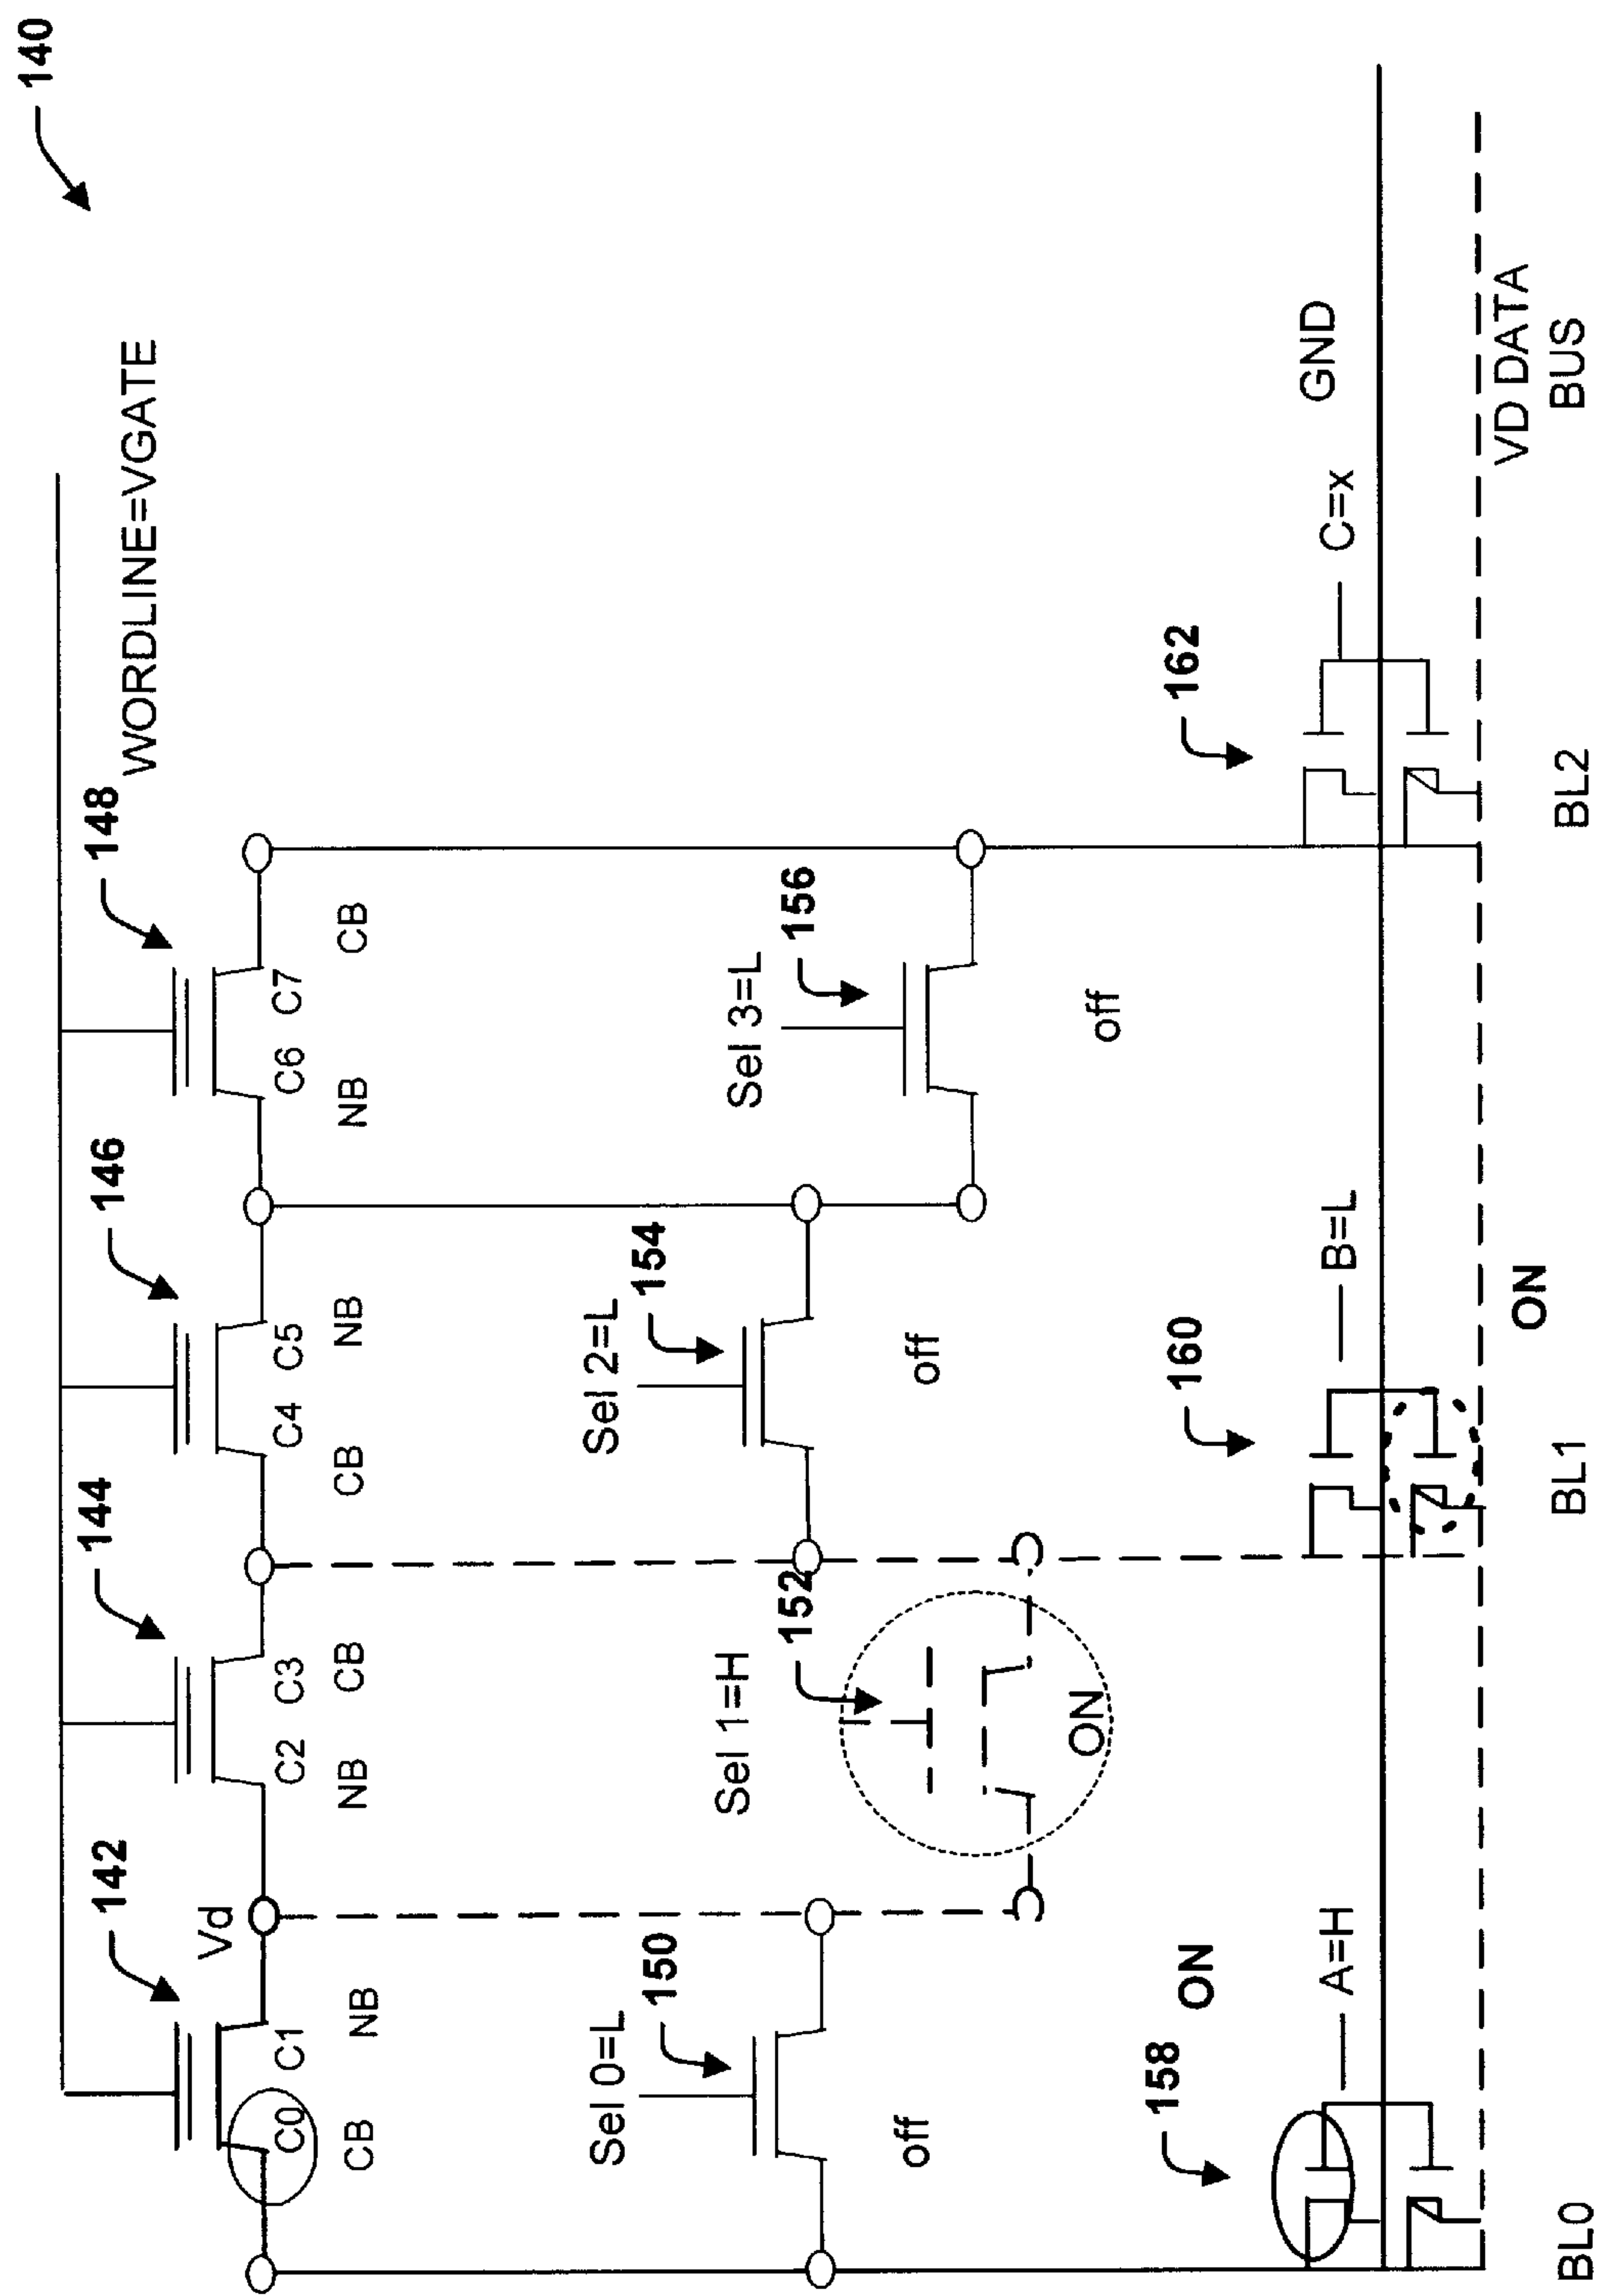 140
WORDLINE=VGATE
142
144
146
148
Vd
C0 C1
C2 C3
C4 C5
C6 C7
CB NB
NB CB
CB NB
NB CB
Sel 0=L
150
off
Sel 1=H
152
ON
Sel 2=L
154
off
Sel 3=L
156
off
158
ON
A=H
160
B=L
162
C=x
GND
ON
VD DATA
BUS
BL0
BL1
BL2